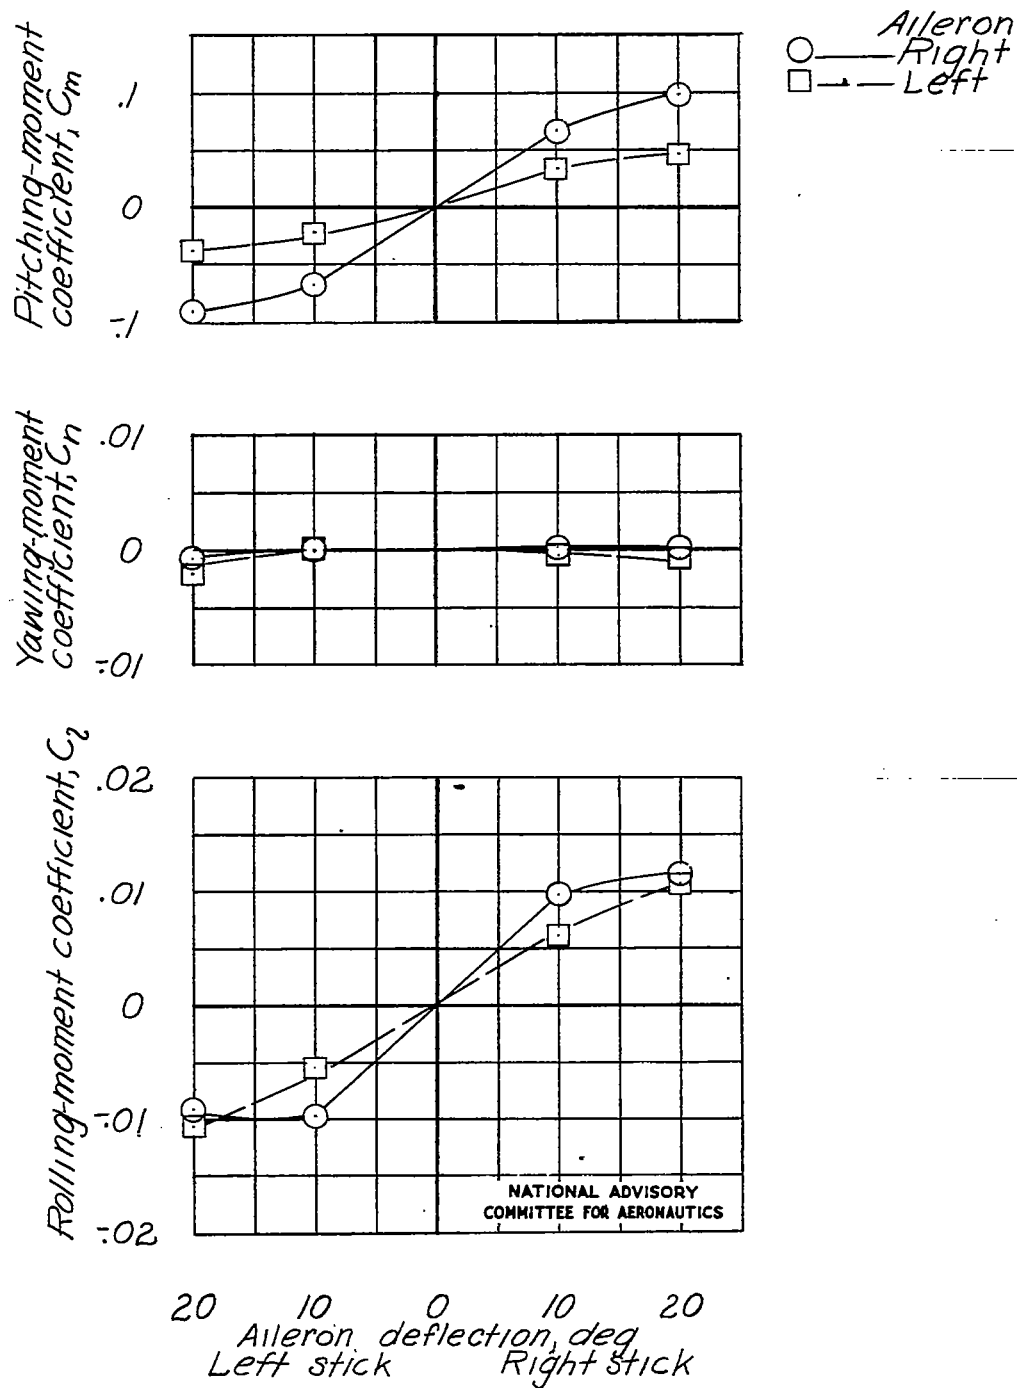 Aileron
Right
Left
Pitching-moment
coefficient, Cm
.1
0
-.1
Yawing-moment
coefficient, Cn
.01
0
-.01
Rolling-moment coefficient, Cl
.02
.01
0
-.01
-.02
NATIONAL ADVISORY
COMMITTEE FOR AERONAUTICS
20 10 0 10 20
Aileron deflection, deg
Left stick Right stick